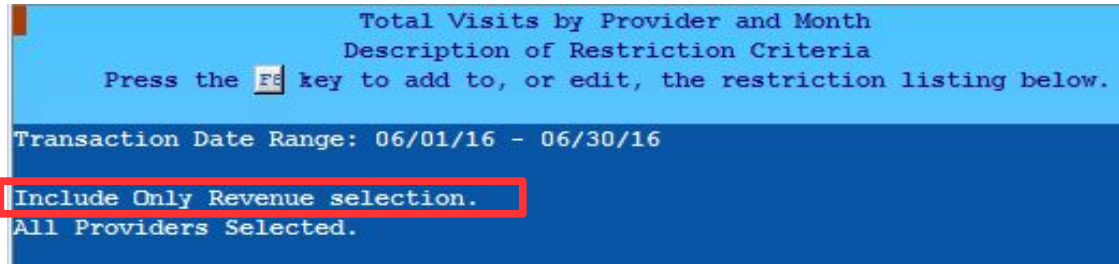 Total Visits by Provider and Month
Description of Restriction Criteria
Press the F8 key to add to, or edit, the restriction listing below.
Transaction Date Range: 06/01/16 - 06/30/16
Include Only Revenue selection.
All Providers Selected.